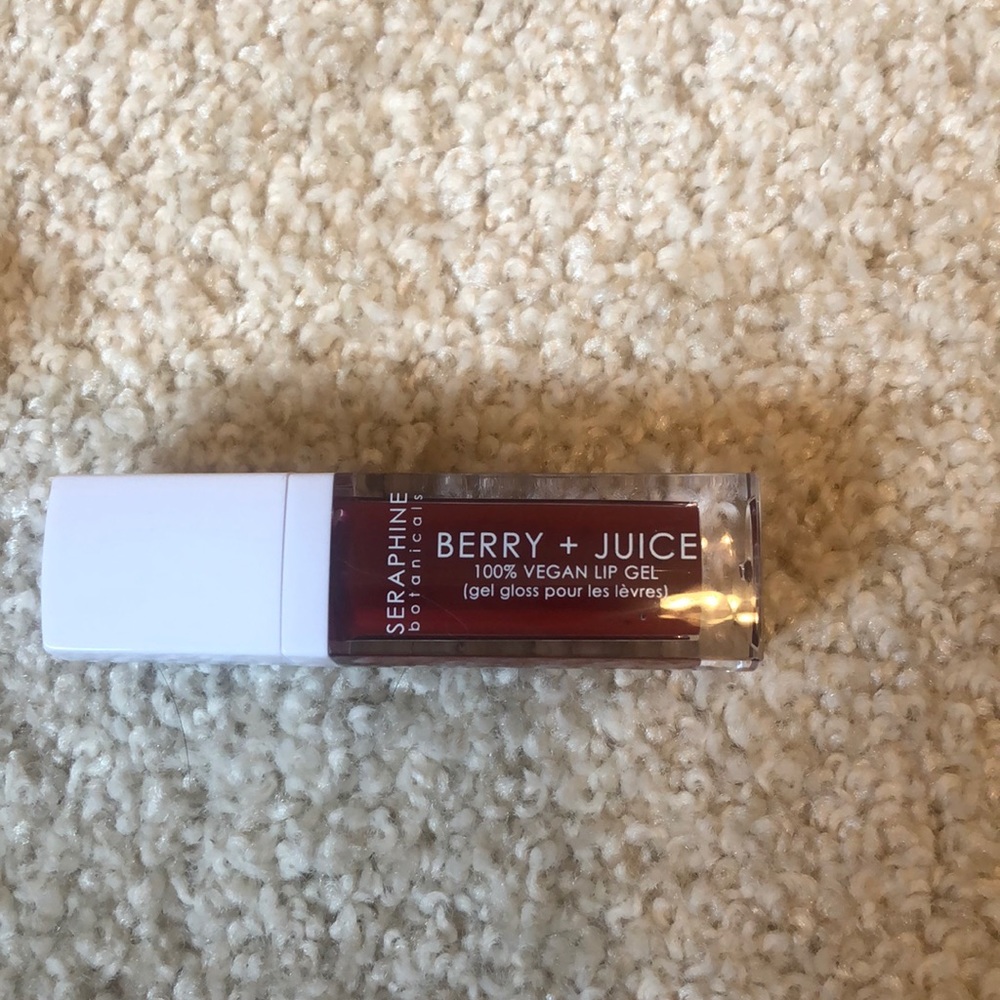 SERAPHINE
botanicals
BERRY + JUICE
100% VEGAN LIP GEL
(gel gloss pour les lèvres)